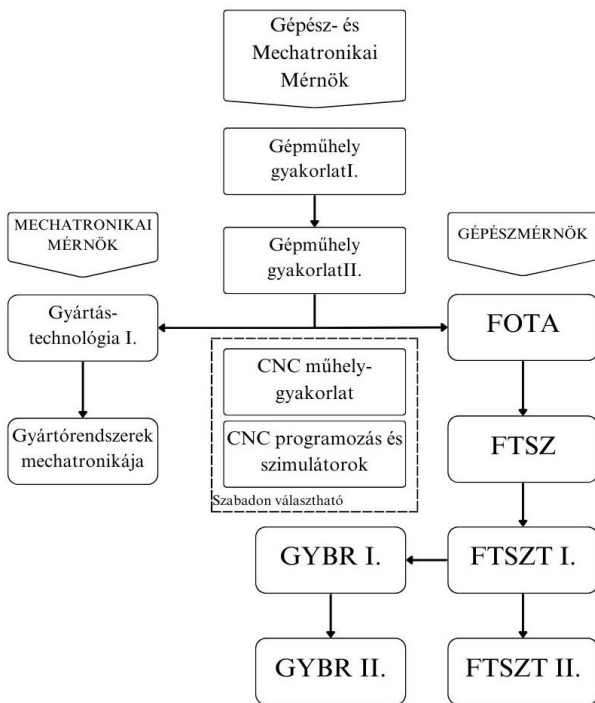 Gépész- és
Mechatronikai
Mérnök
Gépműhely
gyakorlatI.
MECHATRONIKAI
MÉRNÖK
Gépműhely
gyakorlatII.
GÉPÉSZMÉRNÖK
Gyártás-
technológia I.
FOTA
CNC műhely-
gyakorlat
Gyártórendszerek
mechatronikája
CNC programozás és
szimulátorok
FTSZ
Szabadon választható
GYBR I.
FTSZT I.
GYBR II.
FTSZT II.